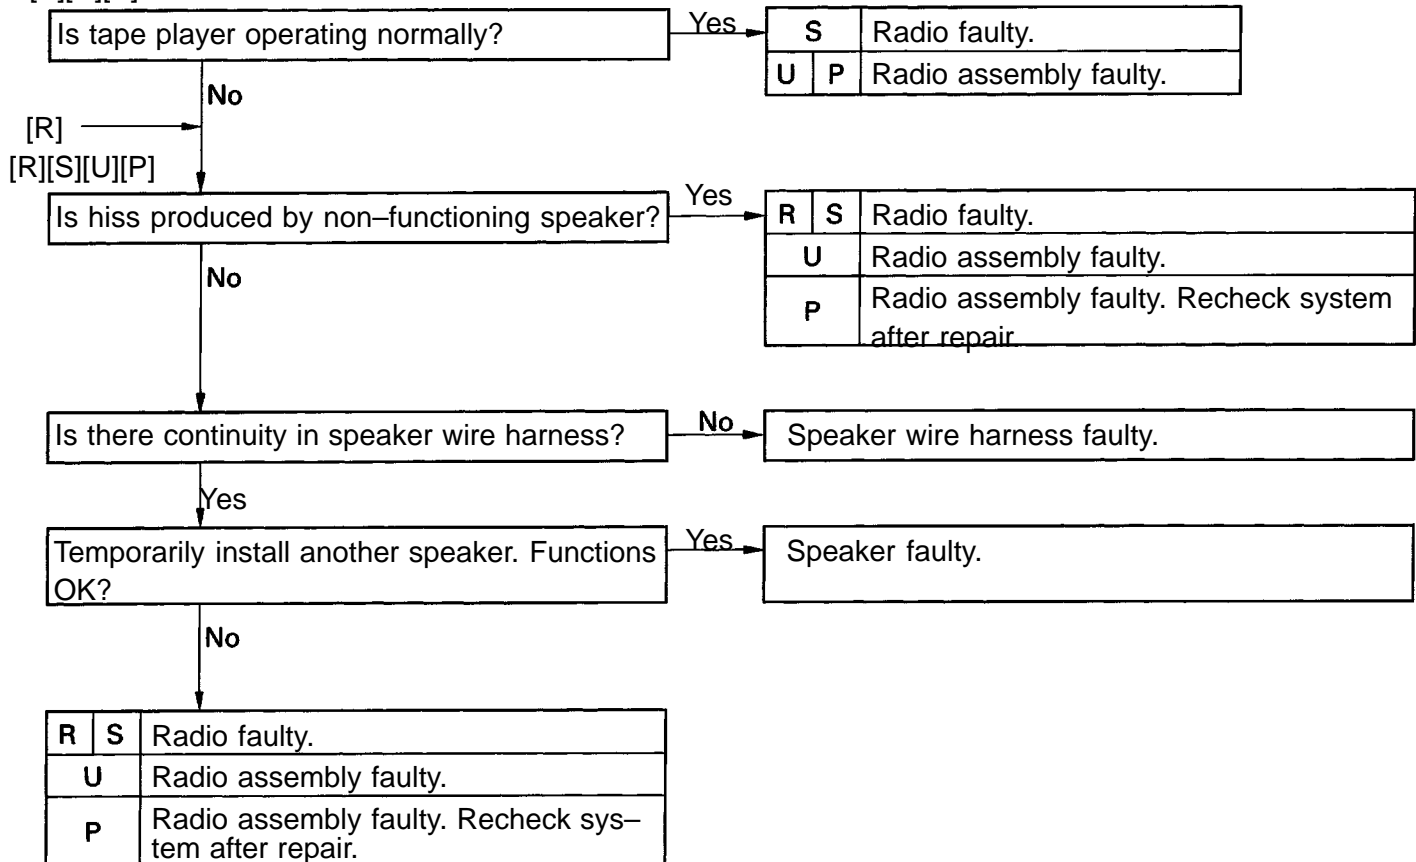 Is tape player operating normally?
Yes
S Radio faulty.
U P Radio assembly faulty.
No
[R]
[R][S][U][P]
Is hiss produced by non–functioning speaker?
Yes
R S Radio faulty.
U Radio assembly faulty.
P Radio assembly faulty. Recheck system
after repair.
No
Is there continuity in speaker wire harness?
No
Speaker wire harness faulty.
Yes
Temporarily install another speaker. Functions
OK?
Yes
Speaker faulty.
No
R S Radio faulty.
U Radio assembly faulty.
P Radio assembly faulty. Recheck sys–
tem after repair.